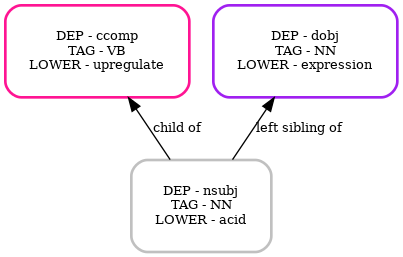 DEP - ccomp
TAG - VB
LOWER - upregulate
DEP - dobj
TAG - NN
LOWER - expression
child of
left sibling of
DEP - nsubj
TAG - NN
LOWER - acid